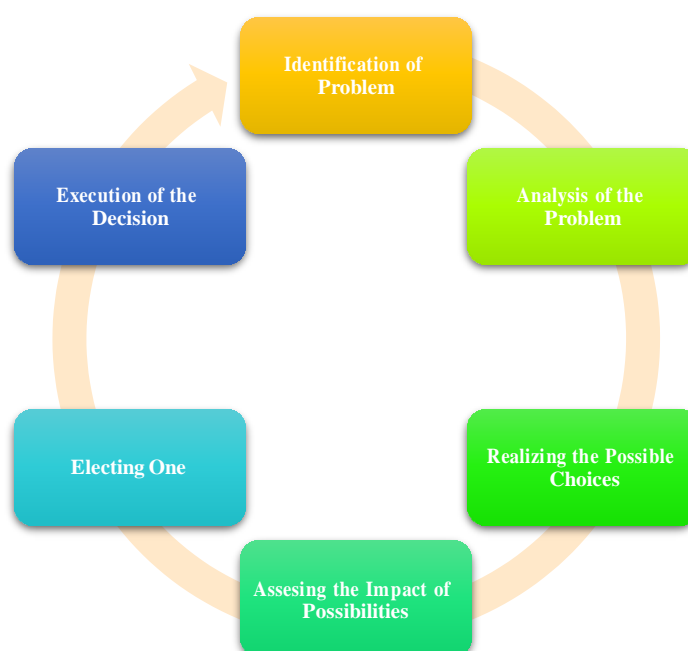 Identification of
Problem
Analysis of the
Problem
Realizing the Possible
Choices
Assesing the Impact of
Possibilities
Electing One
Execution of the
Decision